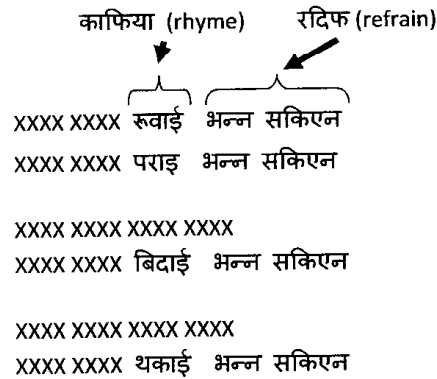 काफिया (rhyme) रदिफ (refrain)
XXXX XXXX रूवाई भन्न सकिएन
XXXX XXXX पराइ भन्न सकिएन
XXXX XXXX XXXX XXXX
XXXX XXXX बिदाई भन्न सकिएन
XXXX XXXX XXXX XXXX
XXXX XXXX थकाई भन्न सकिएन